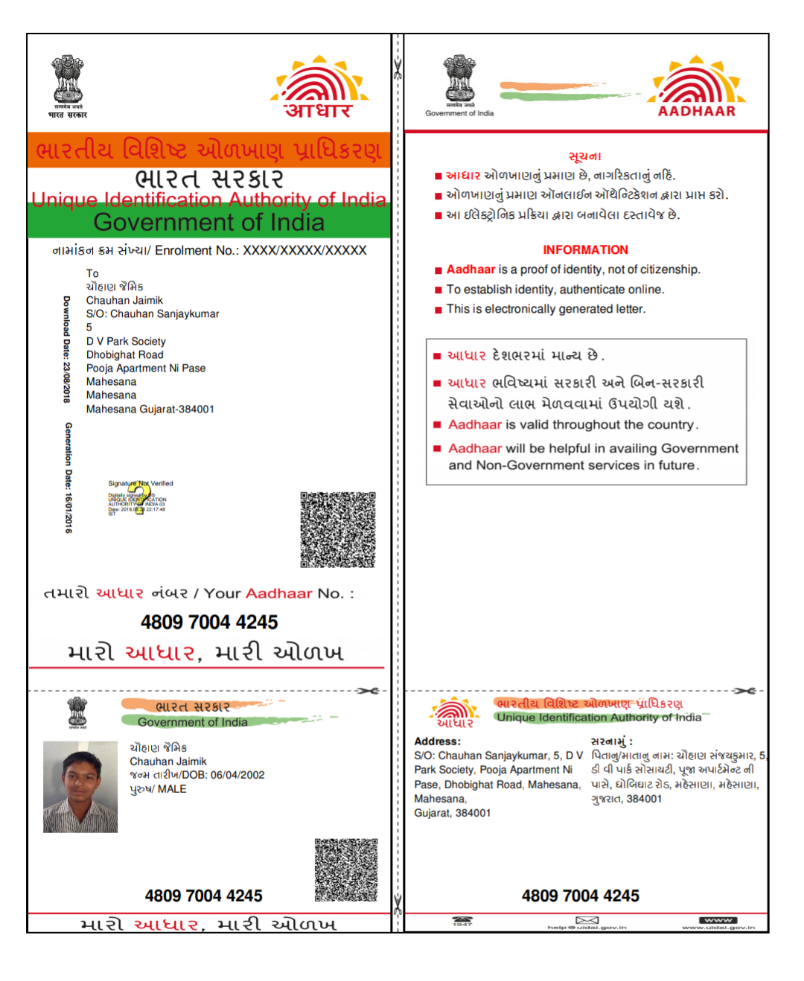 सत्यमेव जयते
भारत सरकार
આધાર
ભારતીય વિશિષ્ટ ઓળખાણ પ્રાધિકરણ
ભારત સરકાર
Unique Identification Authority of India
Government of India
નામાંકન ક્રમ સંખ્યા/ Enrolment No.: XXXX/XXXXX/XXXXX
To
ચૌહાણ જૈમિક
Chauhan Jaimik
S/O: Chauhan Sanjaykumar
5
D V Park Society
Dhobighat Road
Pooja Apartment Ni Pase
Mahesana
Mahesana
Mahesana Gujarat-384001
Download Date: 23/08/2018
Generation Date: 16/01/2016
Signature Not Verified
Digitally signed by
UNIQUE IDENTIFICATION
AUTHORITY OF INDIA 03
IST
તમારો આધાર નંબર / Your Aadhaar No. :
4809 7004 4245
મારો આધાર, મારી ઓળખ
ભારત સરકાર
Government of India
ચૌહાણ જૈમિક
Chauhan Jaimik
જન્મ તારીખ/DOB: 06/04/2002
પુરુષ/ MALE
4809 7004 4245
મારો આધાર, મારી ઓળખ
सत्यमेव जयते
Government of India
AADHAAR
સૂચના
આધાર ઓળખાણનું પ્રમાણ છે, નાગરિકતાનું નહિં.
ઓળખાણનું પ્રમાણ ઓનલાઈન ઑથેન્ટિકેશન દ્વારા પ્રાપ્ત કરો.
આ ઈલેક્ટ્રોનિક પ્રક્રિયા દ્વારા બનાવેલા દસ્તાવેજ છે.
INFORMATION
Aadhaar is a proof of identity, not of citizenship.
To establish identity, authenticate online.
This is electronically generated letter.
આધાર દેશભરમાં માન્ય છે.
આધાર ભવિષ્યમાં સરકારી અને બિન-સરકારી
સેવાઓનો લાભ મેળવવામાં ઉપયોગી થશે.
Aadhaar is valid throughout the country.
Aadhaar will be helpful in availing Government
and Non-Government services in future.
આધાર
ભારતીય વિશિષ્ટ ઓળખાણ પ્રાધિકરણ
Unique Identification Authority of India
Address:
S/O: Chauhan Sanjaykumar, 5, D V
Park Society, Pooja Apartment Ni
Pase, Dhobighat Road, Mahesana,
Mahesana,
Gujarat, 384001
સરનામું :
પિતાનું/માતાનુ નામ: ચૌહાણ સંજયકુમાર, 5,
ડી વી પાર્ક સોસાયટી, પૂજા અપાર્ટમેન્ટ ની
પાસે, ધોબિઘાટ રોડ, મહેસાણા, મહેસાણા,
ગુજરાત, 384001
4809 7004 4245
1947
help@uidai.gov.in
www
www.uidai.gov.in